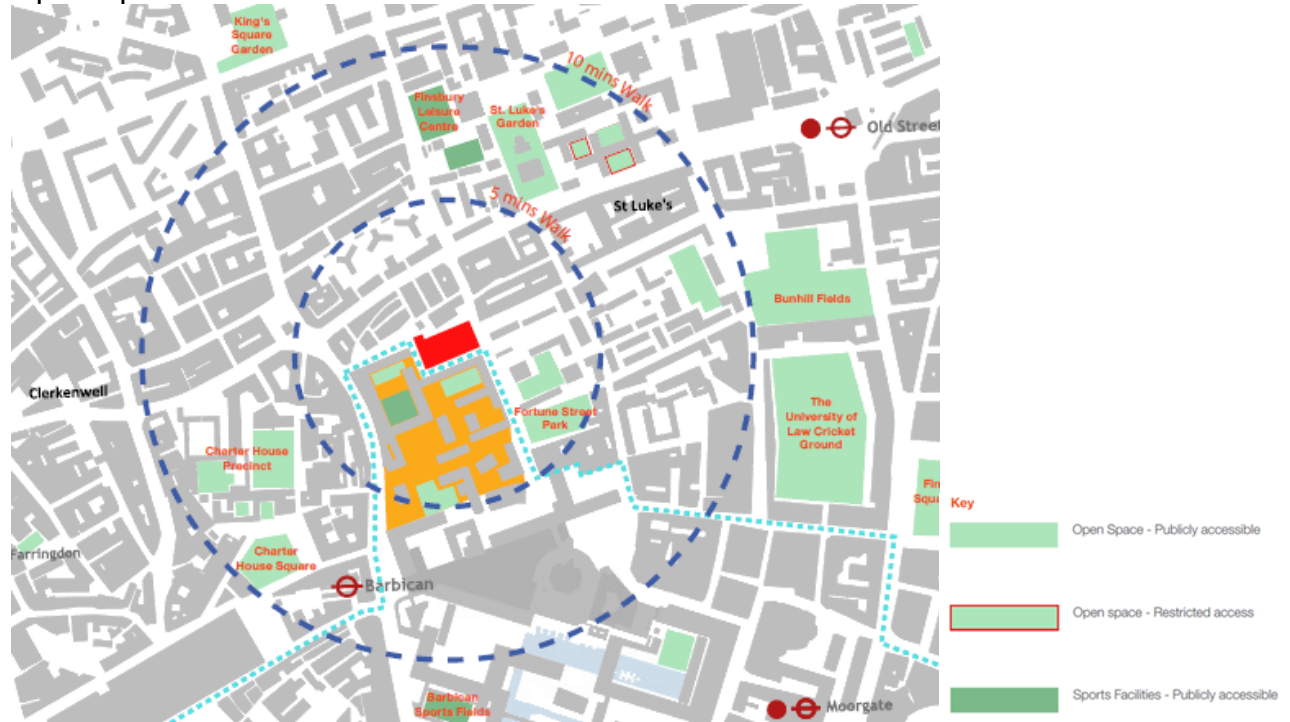 King's
Square
Garden
10 mins Walk
Finsbury
Leisure
Centre
St. Luke's
Garden
Old Street
5 mins Walk
St Luke's
Bunhill Fields
Clerkenwell
The
University of
Law Cricket
Ground
Fortune Street
Park
Charter House
Precinct
Fin
Squa
Key
Open Space - Publicly accessible
Farringdon
Charter
House Square
Barbican
Open space - Restricted access
Barbican
Sports Fields
Moorgate
Sports Facilities - Publicly accessible